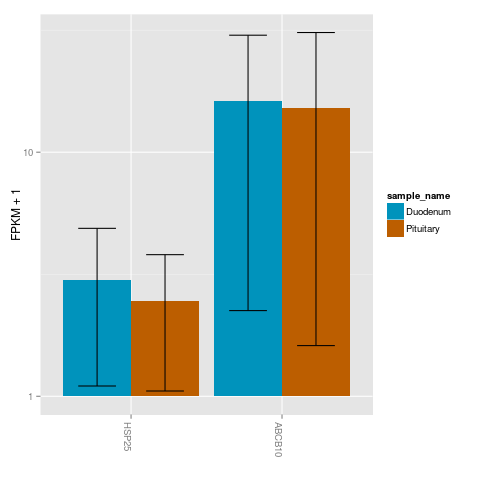 FPKM + 1
10
1
HSP25
ABCB10
sample_name
Duodenum
Pituitary